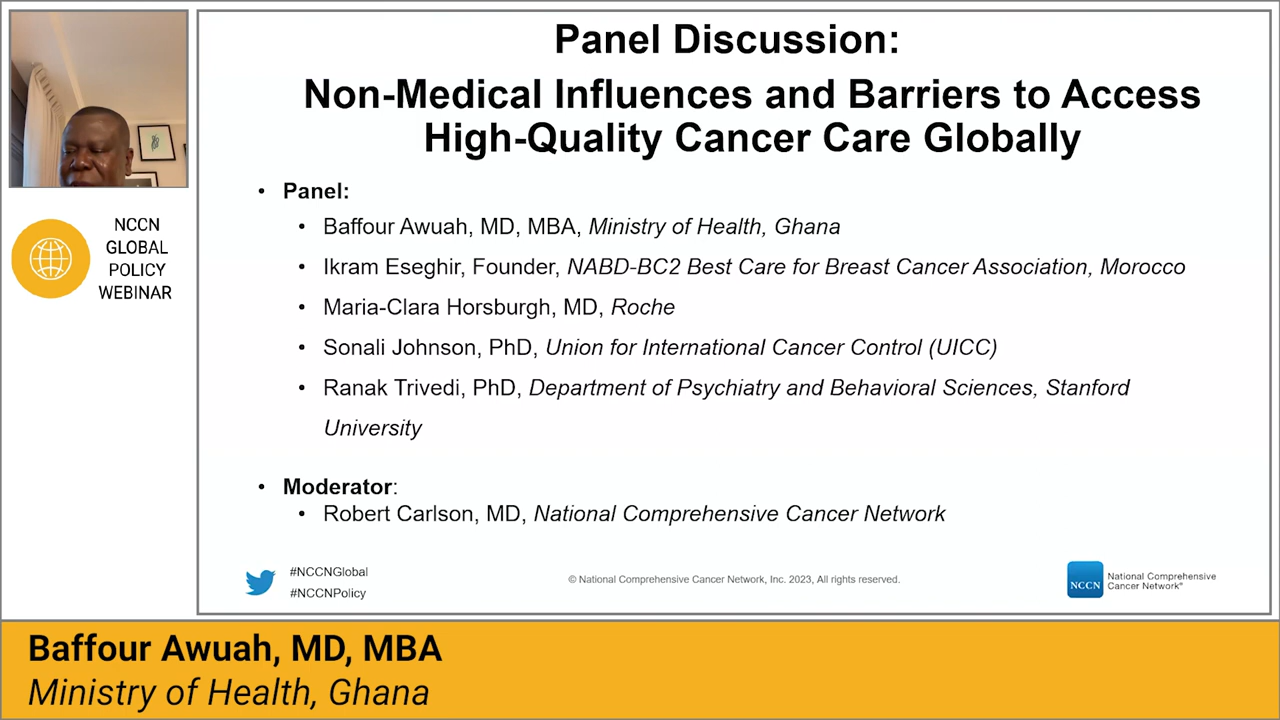 Panel Discussion:
Non-Medical Influences and Barriers to Access
High-Quality Cancer Care Globally
• Panel:
• Baffour Awuah, MD, MBA, Ministry of Health, Ghana
• Ikram Eseghir, Founder, NABD-BC2 Best Care for Breast Cancer Association, Morocco
• Maria-Clara Horsburgh, MD, Roche
• Sonali Johnson, PhD, Union for International Cancer Control (UICC)
• Ranak Trivedi, PhD, Department of Psychiatry and Behavioral Sciences, Stanford
University
• Moderator:
• Robert Carlson, MD, National Comprehensive Cancer Network
NCCN
GLOBAL
POLICY
WEBINAR
#NCCNGlobal
#NCCNPolicy
© National Comprehensive Cancer Network, Inc. 2023, All rights reserved.
NCCN
National Comprehensive
Cancer Network®
Baffour Awuah, MD, MBA
Ministry of Health, Ghana